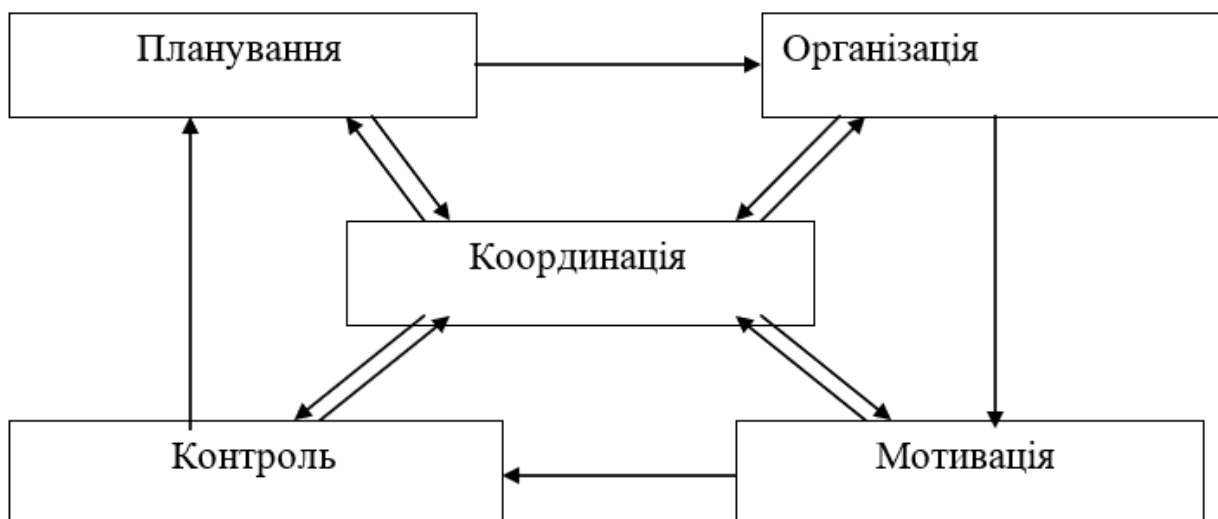 Планування
Організація
Координація
Контроль
Мотивація